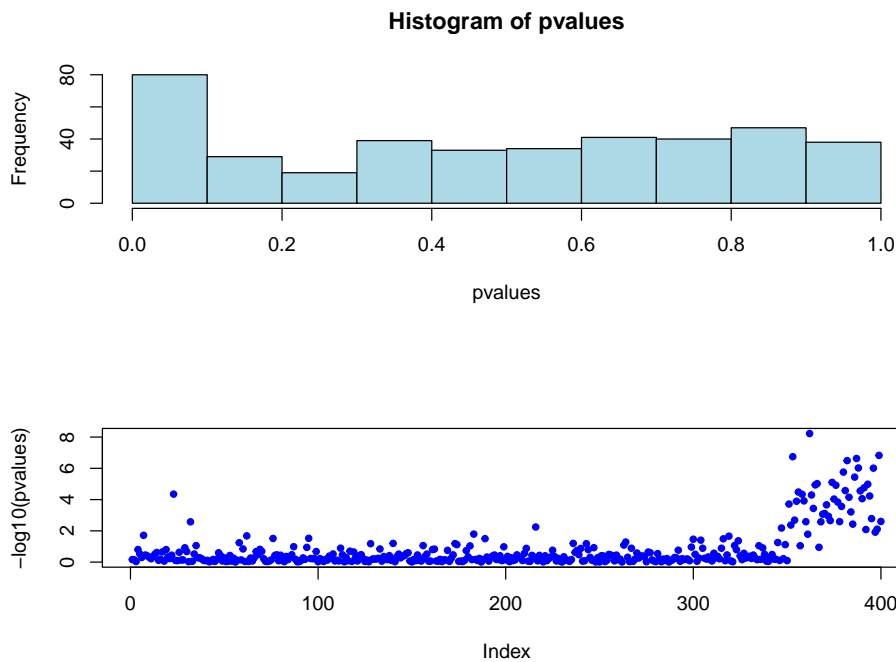 Histogram of pvalues
Frequency
80
40
0
0.0 0.2 0.4 0.6 0.8 1.0
pvalues
−log10(pvalues)
8
6
4
2
0
0 100 200 300 400
Index